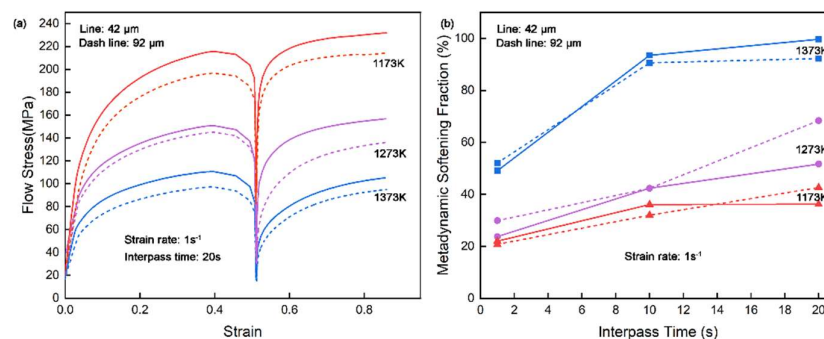 (a)
Line: 42 μm
Dash line: 92 μm
1173K
1273K
1373K
Strain rate: 1s⁻¹
Interpass time: 20s
Flow Stress(MPa)
240
220
200
180
160
140
120
100
80
60
40
20
0
0.0 0.2 0.4 0.6 0.8
Strain
(b)
Line: 42 μm
Dash line: 92 μm
1373K
1273K
1173K
Strain rate: 1s⁻¹
Metadynamic Softening Fraction (%)
100
80
60
40
20
0
0 2 4 6 8 10 12 14 16 18 20
Interpass Time (s)